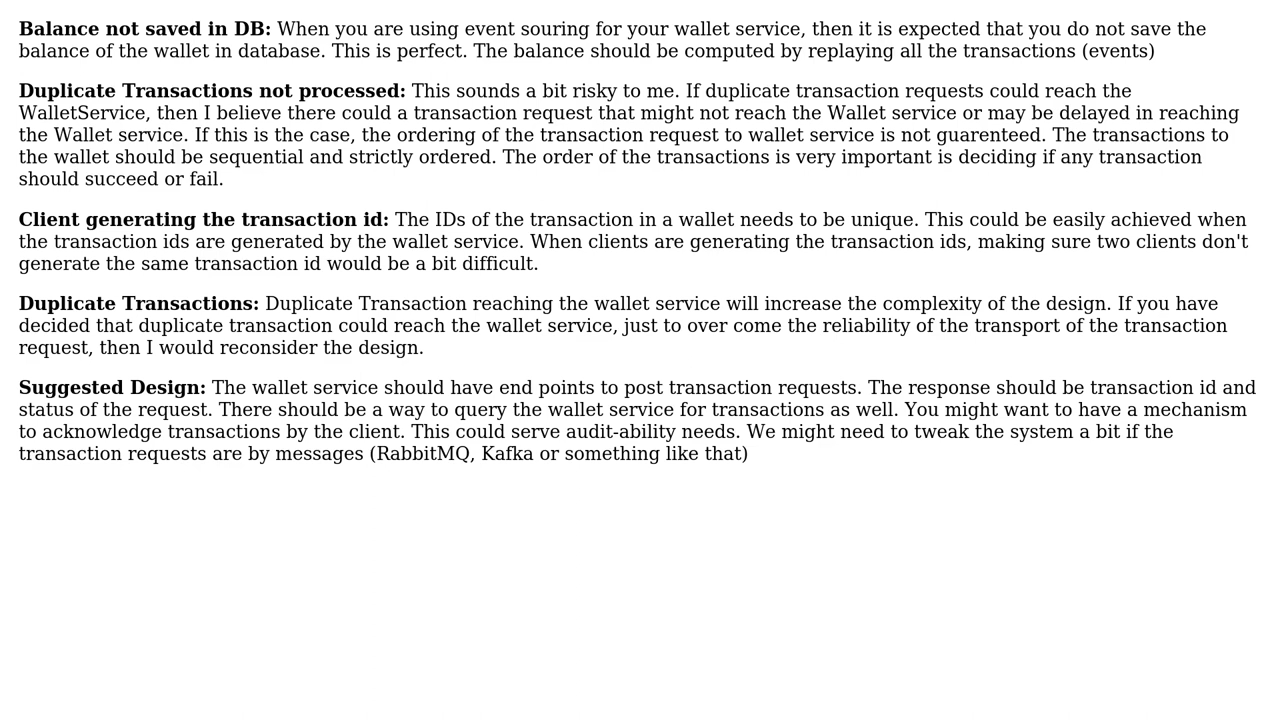 Balance not saved in DB: When you are using event souring for your wallet service, then it is expected that you do not save the
balance of the wallet in database. This is perfect. The balance should be computed by replaying all the transactions (events)
Duplicate Transactions not processed: This sounds a bit risky to me. If duplicate transaction requests could reach the
WalletService, then I believe there could a transaction request that might not reach the Wallet service or may be delayed in reaching
the Wallet service. If this is the case, the ordering of the transaction request to wallet service is not guarenteed. The transactions to
the wallet should be sequential and strictly ordered. The order of the transactions is very important is deciding if any transaction
should succeed or fail.
Client generating the transaction id: The IDs of the transaction in a wallet needs to be unique. This could be easily achieved when
the transaction ids are generated by the wallet service. When clients are generating the transaction ids, making sure two clients don't
generate the same transaction id would be a bit difficult.
Duplicate Transactions: Duplicate Transaction reaching the wallet service will increase the complexity of the design. If you have
decided that duplicate transaction could reach the wallet service, just to over come the reliability of the transport of the transaction
request, then I would reconsider the design.
Suggested Design: The wallet service should have end points to post transaction requests. The response should be transaction id and
status of the request. There should be a way to query the wallet service for transactions as well. You might want to have a mechanism
to acknowledge transactions by the client. This could serve audit-ability needs. We might need to tweak the system a bit if the
transaction requests are by messages (RabbitMQ, Kafka or something like that)